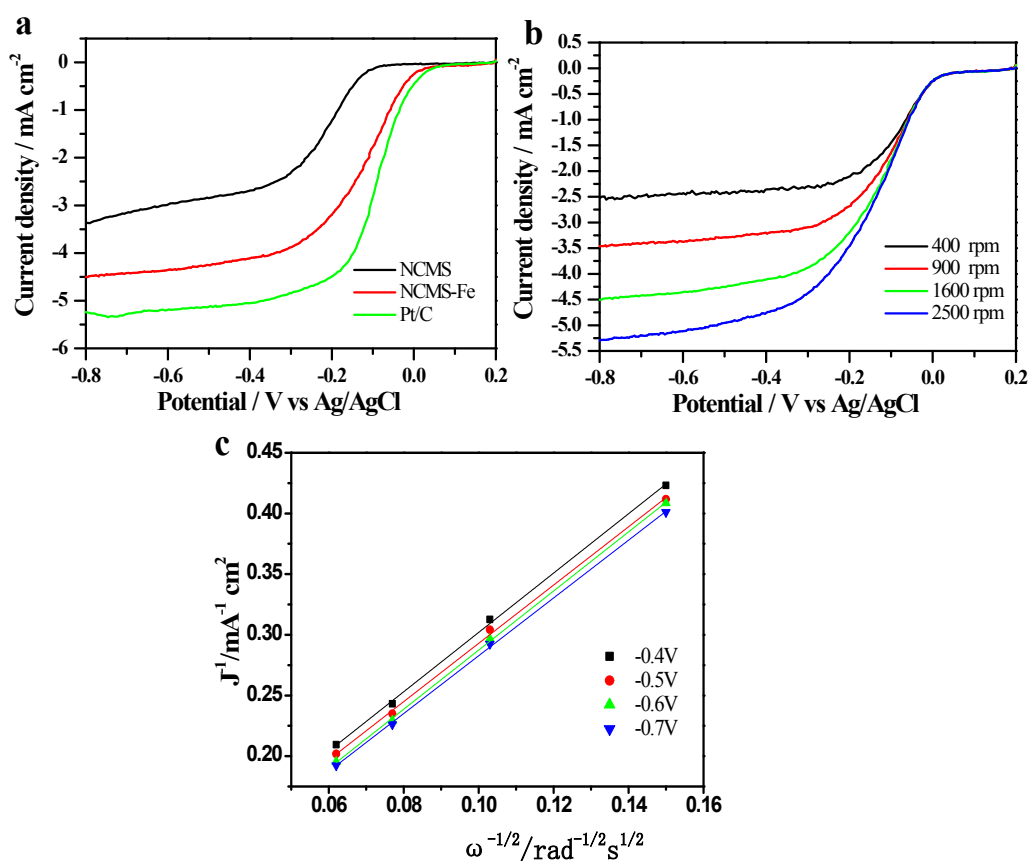 a
Current density / mA cm-2
0
-1
-2
-3
-4
-5
-6
NCMS
NCMS-Fe
Pt/C
-0.8 -0.6 -0.4 -0.2 0.0 0.2
Potential / V vs Ag/AgCl
b
Current density / mA cm-2
0.5
0.0
-0.5
-1.0
-1.5
-2.0
-2.5
-3.0
-3.5
-4.0
-4.5
-5.0
-5.5
400 rpm
900 rpm
1600 rpm
2500 rpm
-0.8 -0.6 -0.4 -0.2 0.0 0.2
Potential / V vs Ag/AgCl
c
J-1/mA-1 cm2
0.45
0.40
0.35
0.30
0.25
0.20
-0.4V
-0.5V
-0.6V
-0.7V
0.06 0.08 0.10 0.12 0.14 0.16
ω-1/2/rad-1/2s1/2